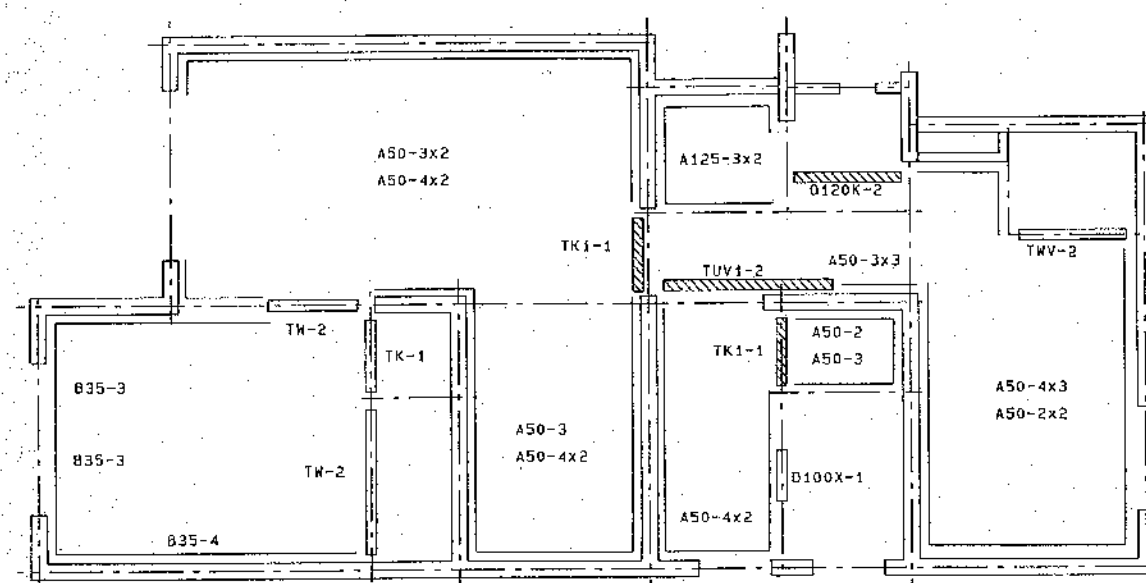 A50-3x2
A50-4x2
A125-3x2
D120K-2
TK1-1
TUV1-2
A50-3x3
TWV-2
TW-2
TK-1
TK1-1
A50-2
A50-3
B35-3
A50-4x3
A50-2x2
A50-3
A50-4x2
B35-3
TW-2
D100X-1
A50-4x2
B35-4